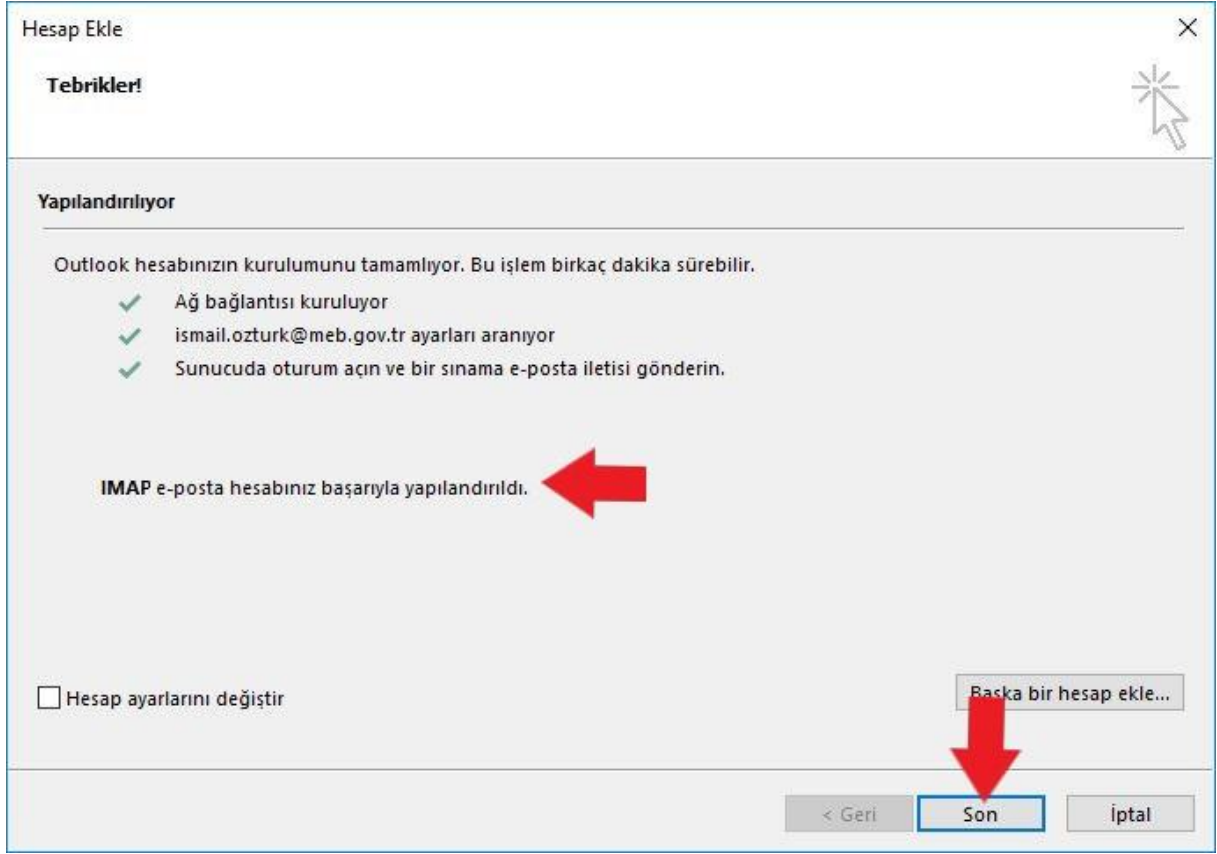 Hesap Ekle
Tebrikler!
Yapılandırılıyor
Outlook hesabınızın kurulumunu tamamlıyor. Bu işlem birkaç dakika sürebilir.
Ağ bağlantısı kuruluyor
ismail.ozturk@meb.gov.tr ayarları aranıyor
Sunucuda oturum açın ve bir sınama e-posta iletisi gönderin.
IMAP e-posta hesabınız başarıyla yapılandırıldı.
Hesap ayarlarını değiştir
Başka bir hesap ekle...
< Geri
Son
İptal